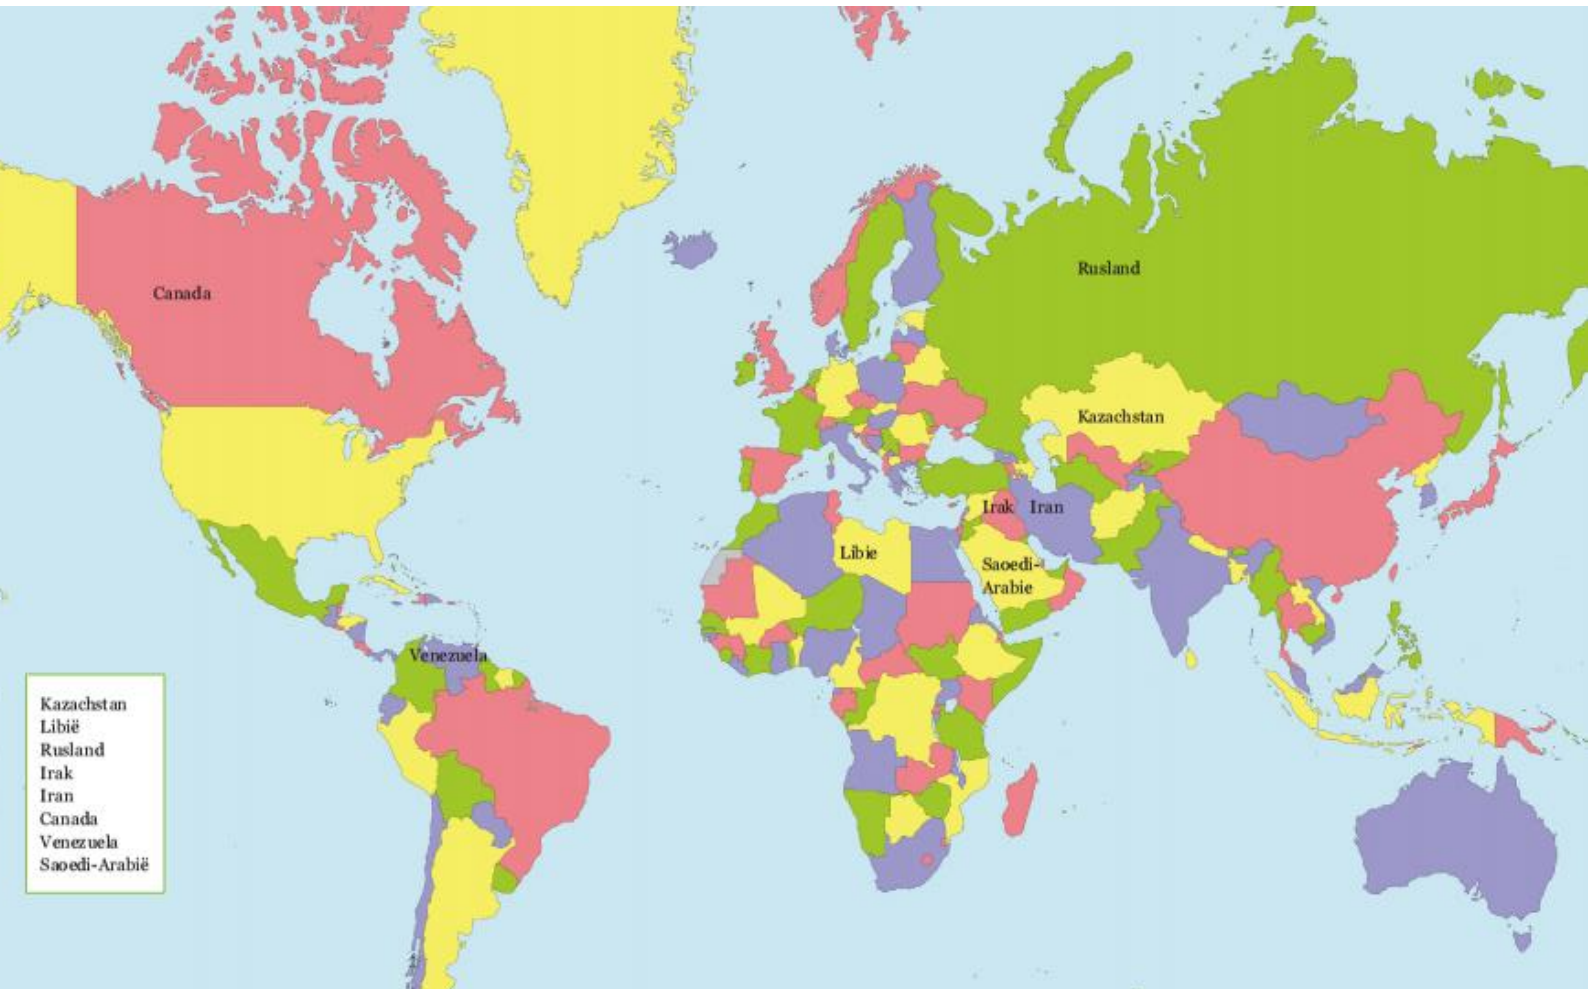 Rusland
Canada
Kazachstan
Irak Iran
Libie
Saoedi-
Arabie
Venezuela
Kazachstan
Libië
Rusland
Irak
Iran
Canada
Venezuela
Saoedi-Arabië